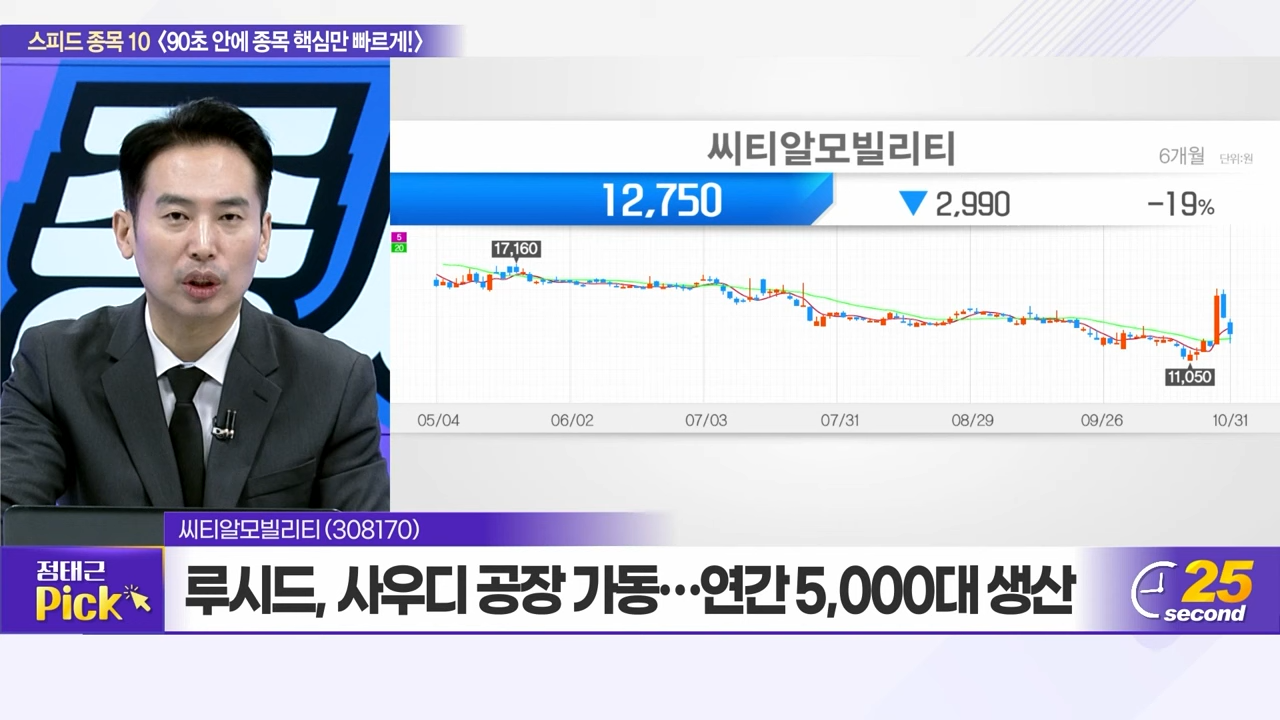 스피드 종목 10 〈90초 안에 종목 핵심만 빠르게!〉
씨티알모빌리티
6개월 단위:원
12,750 ▼ 2,990 -19%
5
20
17,160
11,050
05/04 06/02 07/03 07/31 08/29 09/26 10/31
씨티알모빌리티(308170)
정태근
Pick
루시드, 사우디 공장 가동…연간 5,000대 생산
25
second